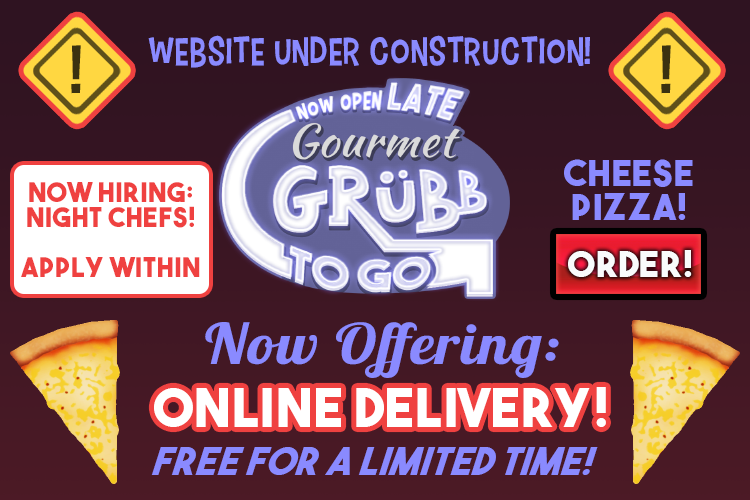 !
WEBSITE UNDER CONSTRUCTION!
!
NOW OPEN LATE
Gourmet
GRÜBB
TO GO
NOW HIRING:
NIGHT CHEFS!
APPLY WITHIN
CHEESE
PIZZA!
ORDER!
Now Offering:
ONLINE DELIVERY!
FREE FOR A LIMITED TIME!